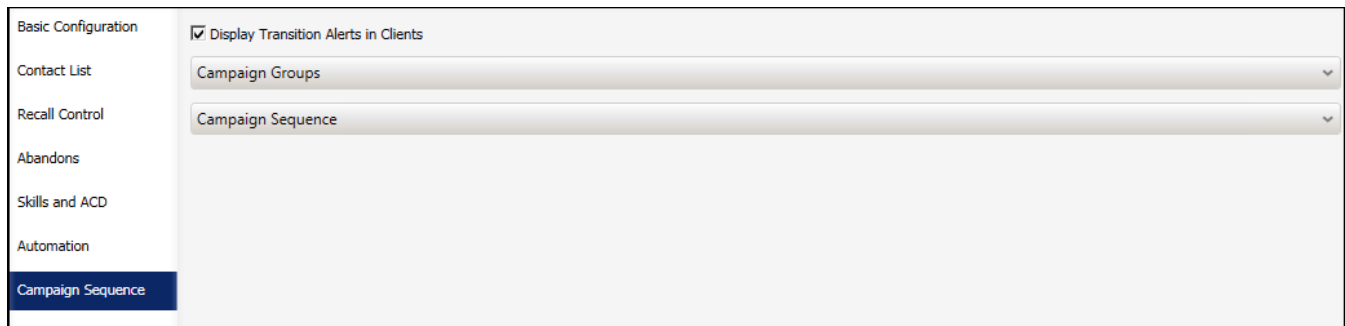 Basic Configuration
Display Transition Alerts in Clients
Contact List
Campaign Groups
Recall Control
Campaign Sequence
Abandons
Skills and ACD
Automation
Campaign Sequence